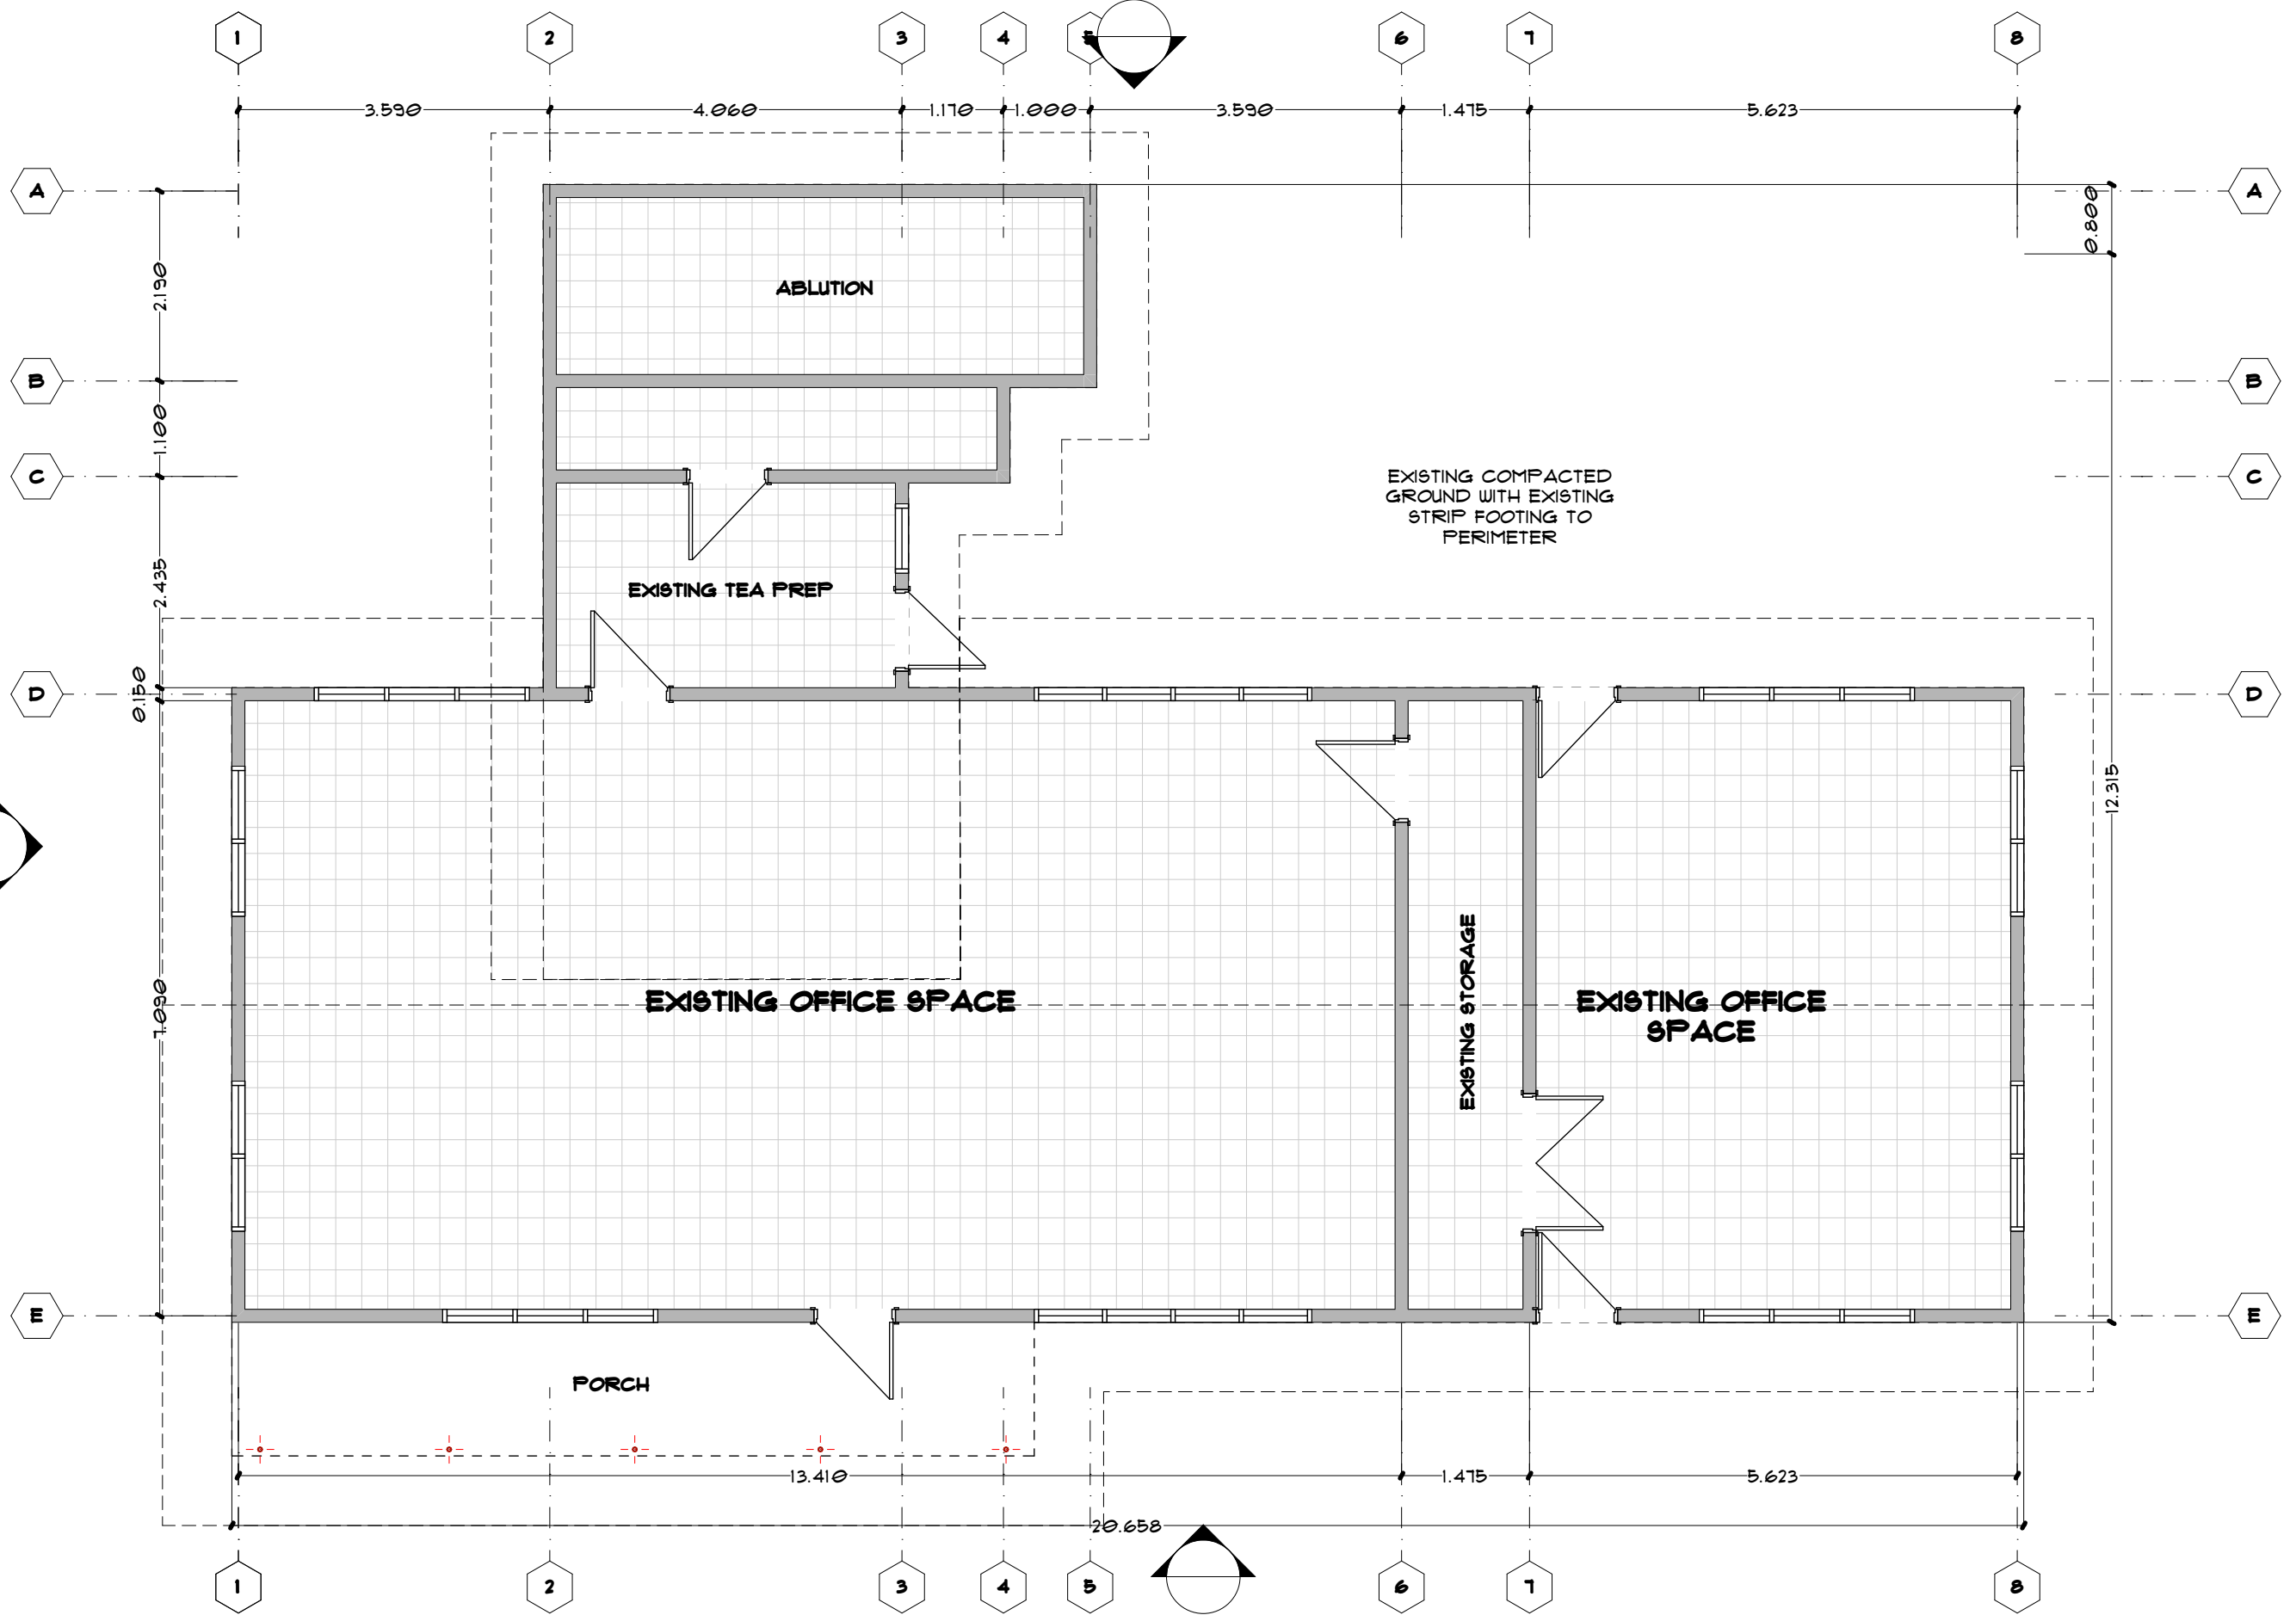 1 2 3 4 5 6 7 8
3.590 4.060 1.170 1.000 3.590 1.475 5.623
A A
0.800
2.190
ABLUTION
B B
1.100
C C
EXISTING COMPACTED
GROUND WITH EXISTING
STRIP FOOTING TO
PERIMETER
2.435
EXISTING TEA PREP
D D
0.150
12.315
7.090
EXISTING OFFICE SPACE
EXISTING STORAGE
EXISTING OFFICE
SPACE
E E
PORCH
13.410 1.475 5.623
20.658
1 2 3 4 5 6 7 8